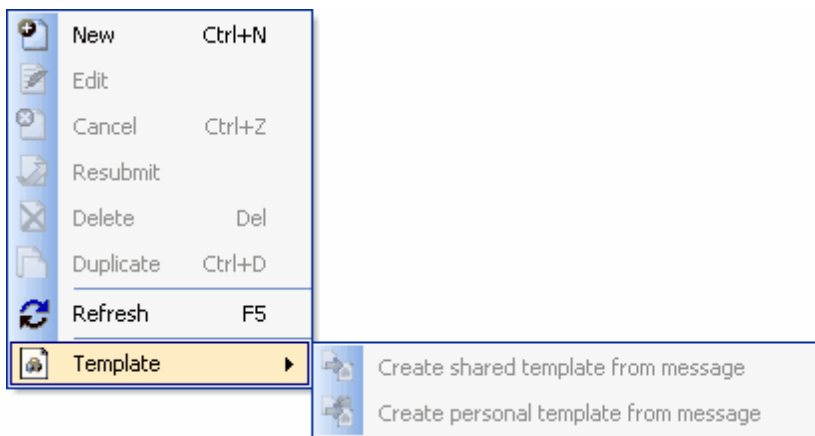 New Ctrl+N
Edit
Cancel Ctrl+Z
Resubmit
Delete Del
Duplicate Ctrl+D
Refresh F5
Template
Create shared template from message
Create personal template from message